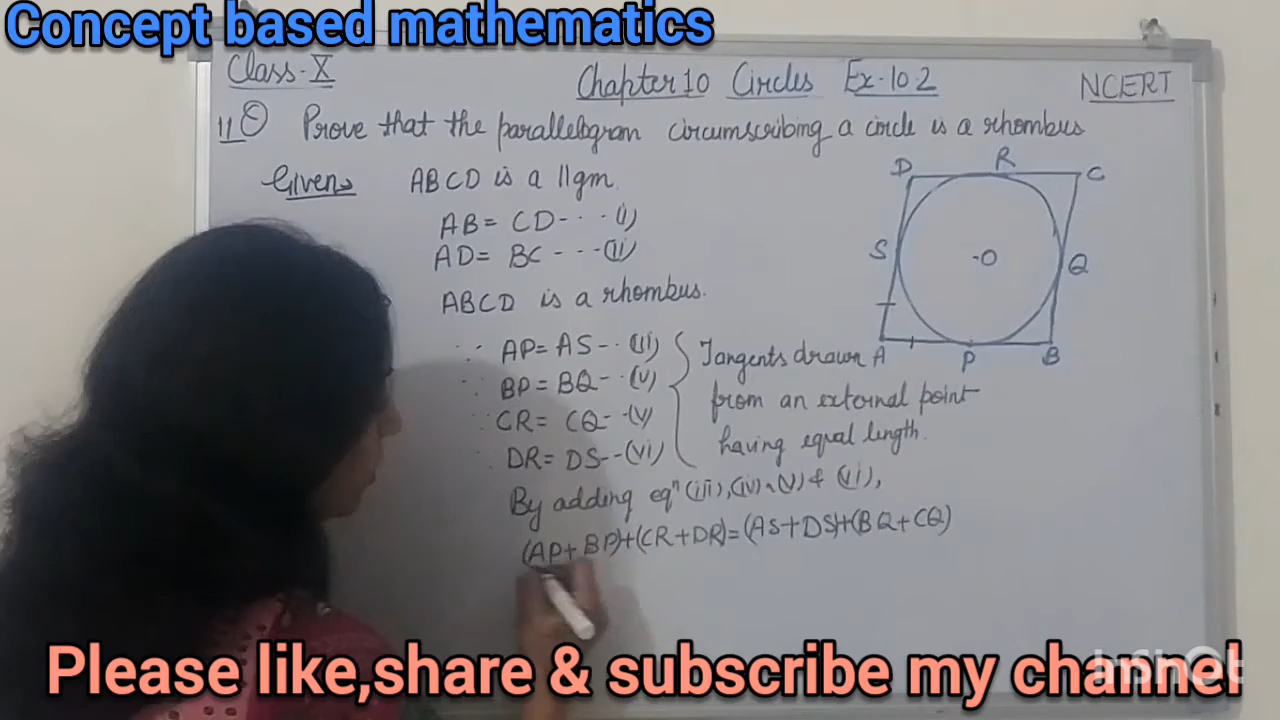 Concept based mathematics
Class-X Chapter 10 Circles Ex-10.2 NCERT
11Q Prove that the parallelogram circumscribing a circle is a rhombus
Given ABCD is a ||gm.
AB = CD - - - (i)
AD = BC - - - (ii)
ABCD is a rhombus.
∵ AP = AS - - (iii)
∵ BP = BQ - - (v)
∵ CR = CQ - - (v)
∵ DR = DS - - (vi)
Tangents drawn
from an external point
having equal length.
By adding eqn (iii), (iv), (v) & (vi),
(AP + BP) + (CR + DR) = (AS + DS) + (BQ + CQ)
D R C
S .O Q
A P B
Please like,share & subscribe my channel
InShOt